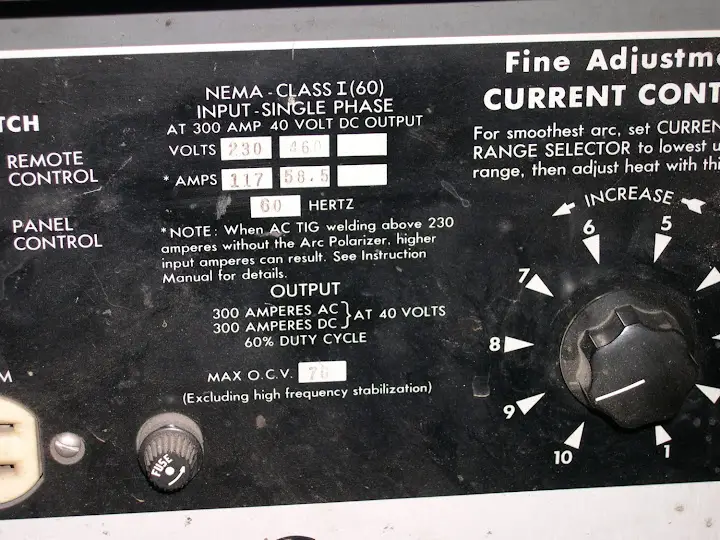 TCH
REMOTE
CONTROL
PANEL
CONTROL
M
NEMA - CLASS I (60)
INPUT - SINGLE PHASE
AT 300 AMP 40 VOLT DC OUTPUT
VOLTS 230 460
* AMPS 117 58.5
60 HERTZ
* NOTE: When AC TIG welding above 230
amperes without the Arc Polarizer, higher
input amperes can result. See Instruction
Manual for details.
OUTPUT
300 AMPERES AC
300 AMPERES DC } AT 40 VOLTS
60% DUTY CYCLE
MAX O.C.V. 76
(Excluding high frequency stabilization)
FUSE
Fine Adjustme
CURRENT CONT
For smoothest arc, set CURREN
RANGE SELECTOR to lowest u
range, then adjust heat with thi
INCREASE
6 5
7
8
9
10 1